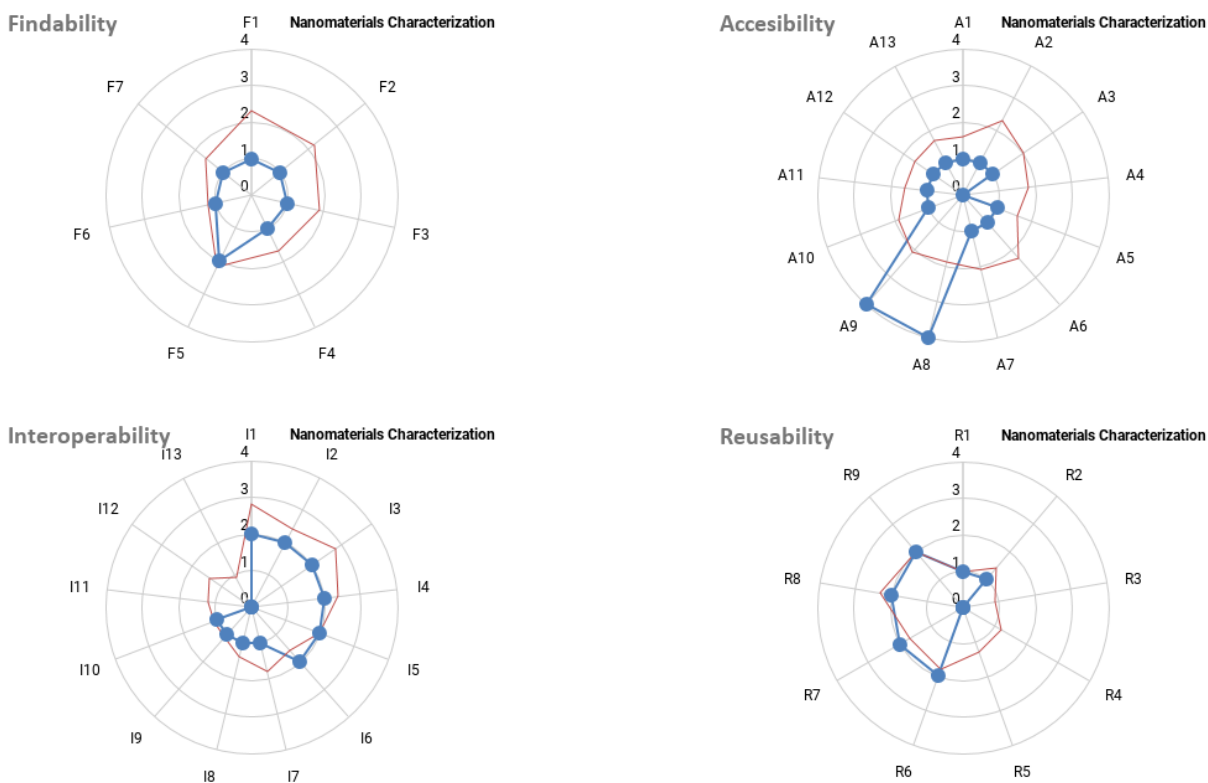 Findability
F1
Nanomaterials Characterization
4
3
2
1
0
F2
F3
F4
F5
F6
F7
Accesibility
A1
Nanomaterials Characterization
4
3
2
1
0
A2
A3
A4
A5
A6
A7
A8
A9
A10
A11
A12
A13
Interoperability
I1
Nanomaterials Characterization
4
3
2
1
0
I2
I3
I4
I5
I6
I7
I8
I9
I10
I11
I12
I13
Reusability
R1
Nanomaterials Characterization
4
3
2
1
0
R2
R3
R4
R5
R6
R7
R8
R9